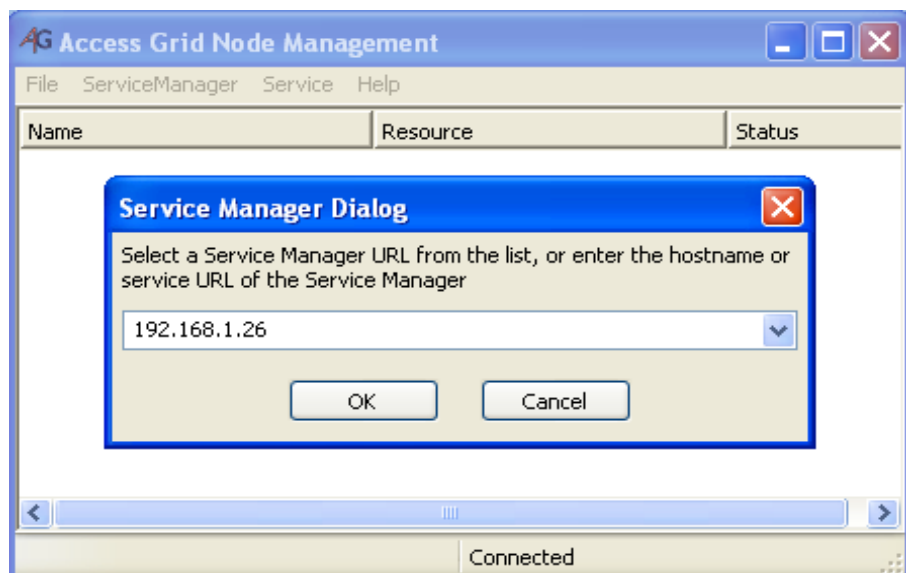 AG Access Grid Node Management
File ServiceManager Service Help
Name Resource Status
Service Manager Dialog
Select a Service Manager URL from the list, or enter the hostname or
service URL of the Service Manager
192.168.1.26
OK Cancel
Connected